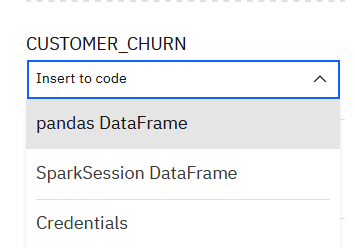 CUSTOMER_CHURN
Insert to code
pandas DataFrame
SparkSession DataFrame
Credentials